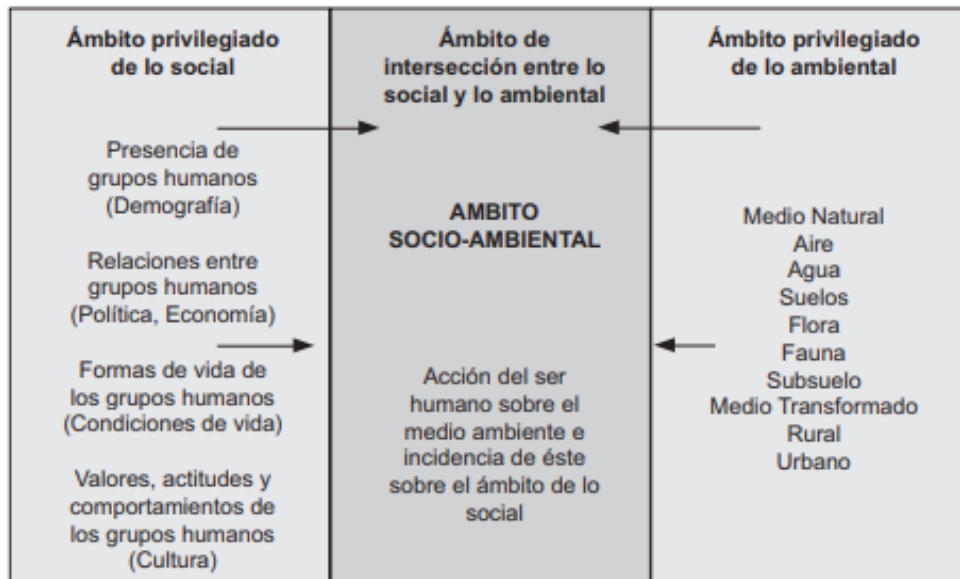 Ámbito privilegiado
de lo social
Presencia de
grupos humanos
(Demografía)
Relaciones entre
grupos humanos
(Política, Economía)
Formas de vida de
los grupos humanos
(Condiciones de vida)
Valores, actitudes y
comportamientos de
los grupos humanos
(Cultura)
Ámbito de
intersección entre lo
social y lo ambiental
AMBITO
SOCIO-AMBIENTAL
Acción del ser
humano sobre el
medio ambiente e
incidencia de éste
sobre el ámbito de lo
social
Ámbito privilegiado
de lo ambiental
Medio Natural
Aire
Agua
Suelos
Flora
Fauna
Subsuelo
Medio Transformado
Rural
Urbano